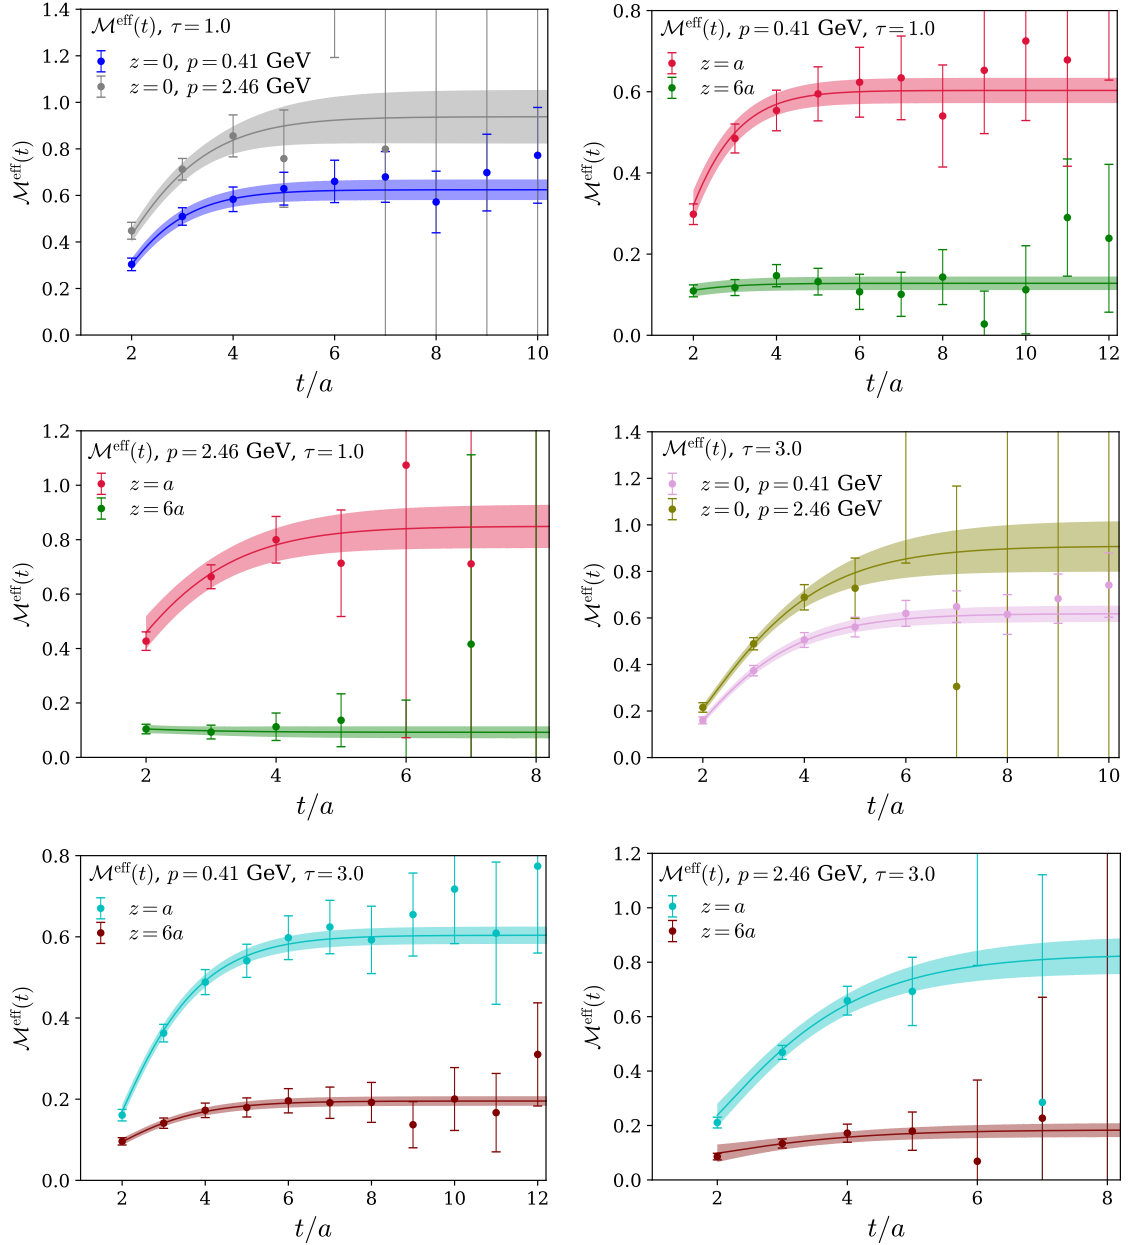 ℳ^eff(t), τ = 1.0
z = 0, p = 0.41 GeV
z = 0, p = 2.46 GeV
1.4
1.2
1.0
0.8
0.6
0.4
0.2
0.0
ℳ^eff(t)
2 4 6 8 10
t/a
ℳ^eff(t), p = 0.41 GeV, τ = 1.0
z = a
z = 6a
0.8
0.6
0.4
0.2
0.0
ℳ^eff(t)
2 4 6 8 10 12
t/a
ℳ^eff(t), p = 2.46 GeV, τ = 1.0
z = a
z = 6a
1.2
1.0
0.8
0.6
0.4
0.2
0.0
ℳ^eff(t)
2 4 6 8
t/a
ℳ^eff(t), τ = 3.0
z = 0, p = 0.41 GeV
z = 0, p = 2.46 GeV
1.4
1.2
1.0
0.8
0.6
0.4
0.2
0.0
ℳ^eff(t)
2 4 6 8 10
t/a
ℳ^eff(t), p = 0.41 GeV, τ = 3.0
z = a
z = 6a
0.8
0.6
0.4
0.2
0.0
ℳ^eff(t)
2 4 6 8 10 12
t/a
ℳ^eff(t), p = 2.46 GeV, τ = 3.0
z = a
z = 6a
1.2
1.0
0.8
0.6
0.4
0.2
0.0
ℳ^eff(t)
2 4 6 8
t/a